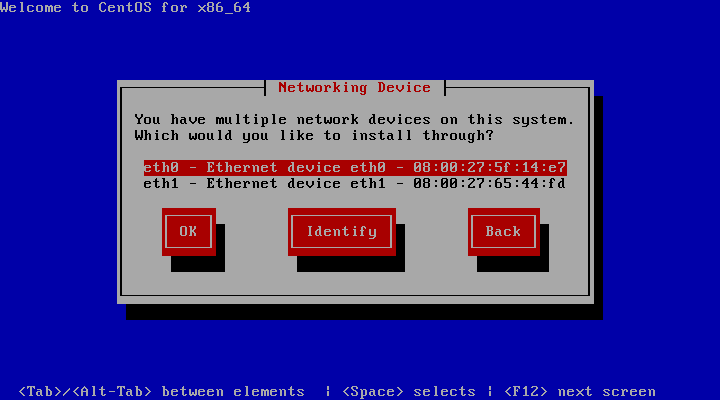 Welcome to CentOS for x86_64
Networking Device
You have multiple network devices on this system.
Which would you like to install through?
eth0 - Ethernet device eth0 - 08:00:27:5f:14:e7
eth1 - Ethernet device eth1 - 08:00:27:65:44:fd
OK Identify Back
<Tab>/<Alt-Tab> between elements | <Space> selects | <F12> next screen